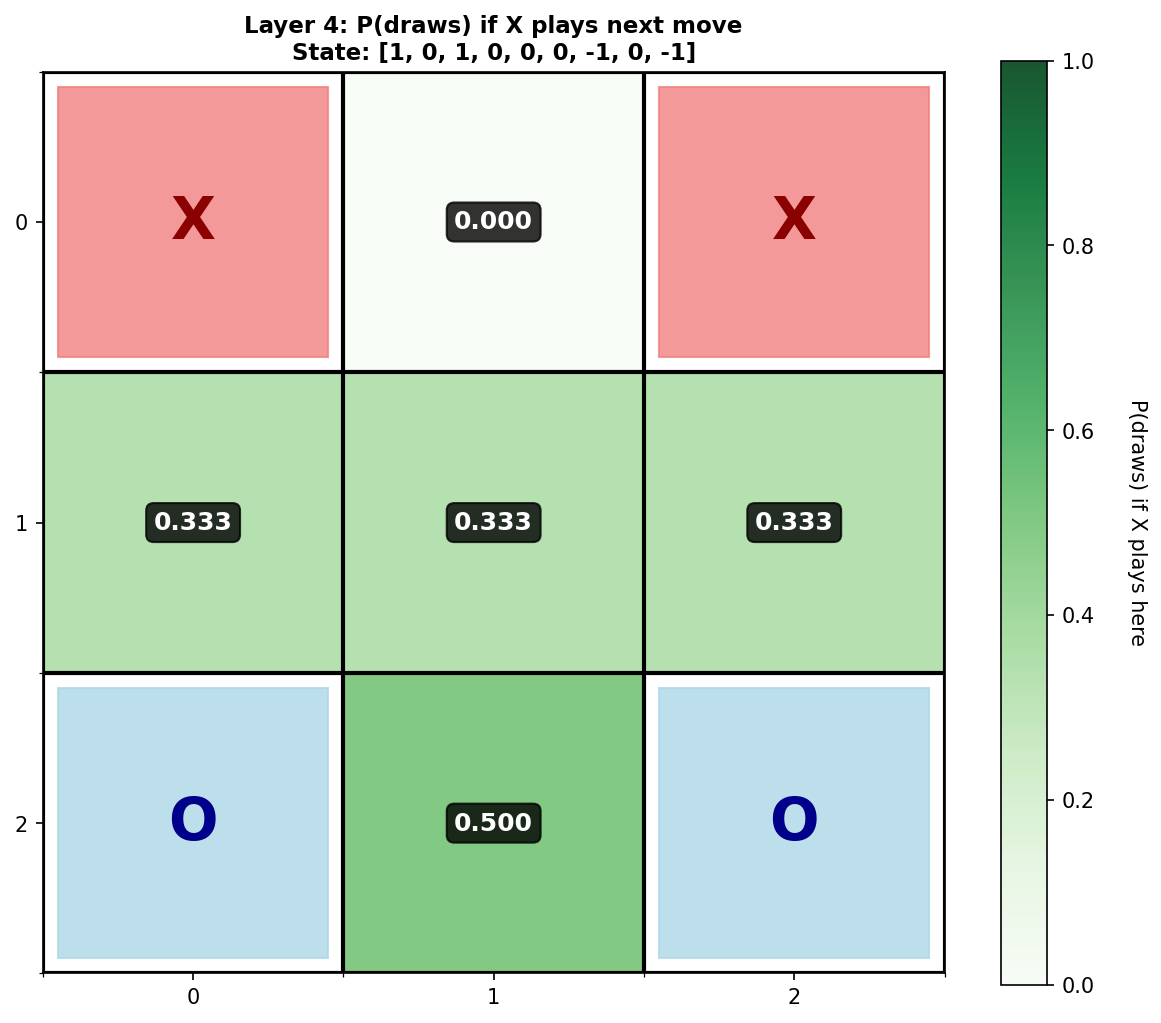 Layer 4: P(draws) if X plays next move
State: [1, 0, 1, 0, 0, 0, -1, 0, -1]
X
0.000
X
0.333
0.333
0.333
O
0.500
O
0
1
2
0
1
2
1.0
0.8
0.6
0.4
0.2
0.0
P(draws) if X plays here